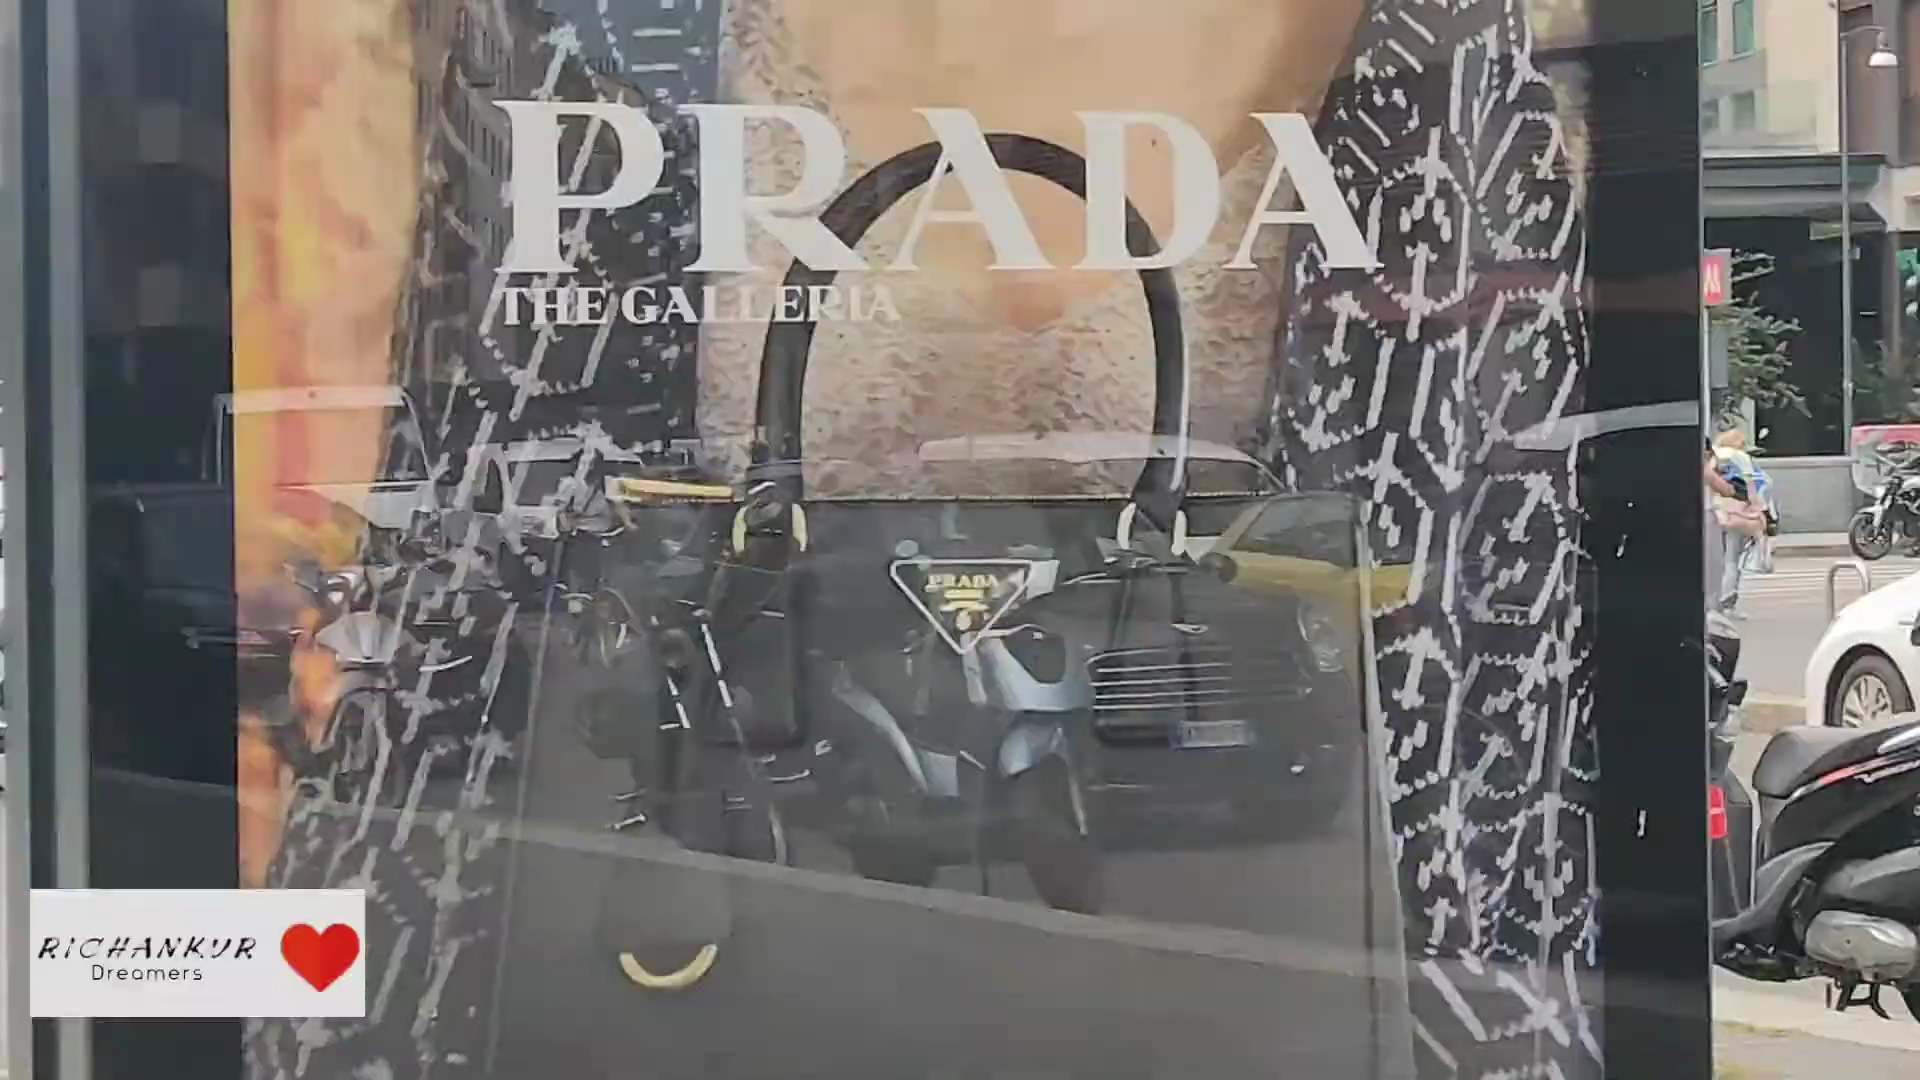 PRADA
THE GALLERIA
PRADA
M
RICHANKUR
Dreamers